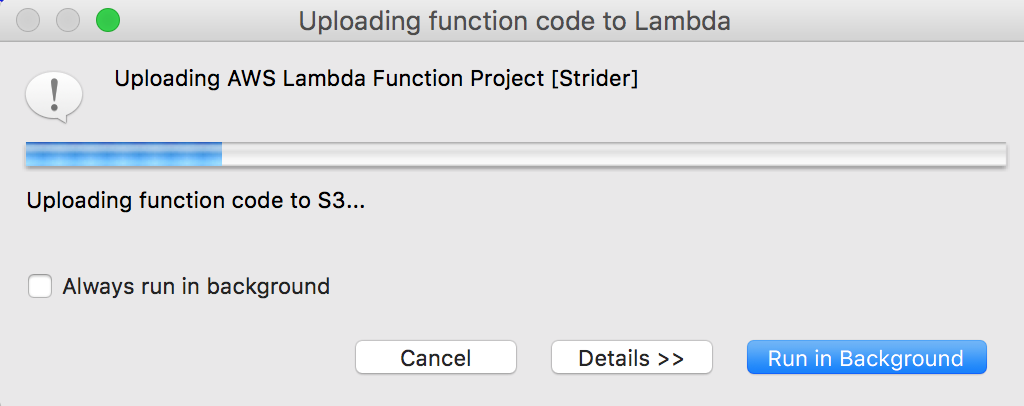 Uploading function code to Lambda
Uploading AWS Lambda Function Project [Strider]
Uploading function code to S3...
Always run in background
Cancel
Details >>
Run in Background